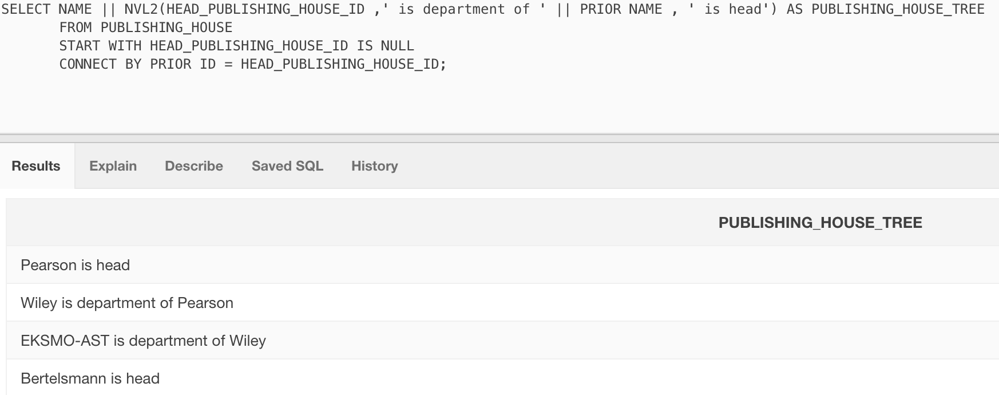 SELECT NAME || NVL2(HEAD_PUBLISHING_HOUSE_ID ,' is department of ' || PRIOR NAME , ' is head') AS PUBLISHING_HOUSE_TREE
FROM PUBLISHING_HOUSE
START WITH HEAD_PUBLISHING_HOUSE_ID IS NULL
CONNECT BY PRIOR ID = HEAD_PUBLISHING_HOUSE_ID;
Results Explain Describe Saved SQL History
PUBLISHING_HOUSE_TREE
Pearson is head
Wiley is department of Pearson
EKSMO-AST is department of Wiley
Bertelsmann is head